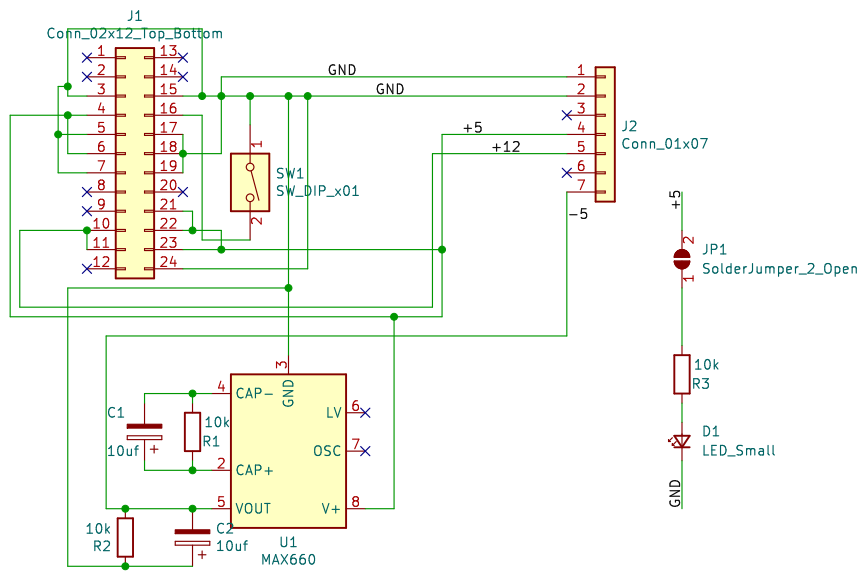 J1
Conn_02x12_Top_Bottom
1
2
3
4
5
6
7
8
9
10
11
12
13
14
15
16
17
18
19
20
21
22
23
24
GND
GND
+5
+12
-5
1
2
3
4
5
6
7
J2
Conn_01x07
1
SW1
SW_DIP_x01
2
+5
2
JP1
SolderJumper_2_Open
1
10k
R3
D1
LED_Small
GND
3
GND
4
CAP-
LV
6
OSC
7
2
CAP+
5
VOUT
V+
8
U1
MAX660
C1
10uf
+
10k
R1
10k
R2
C2
10uf
+